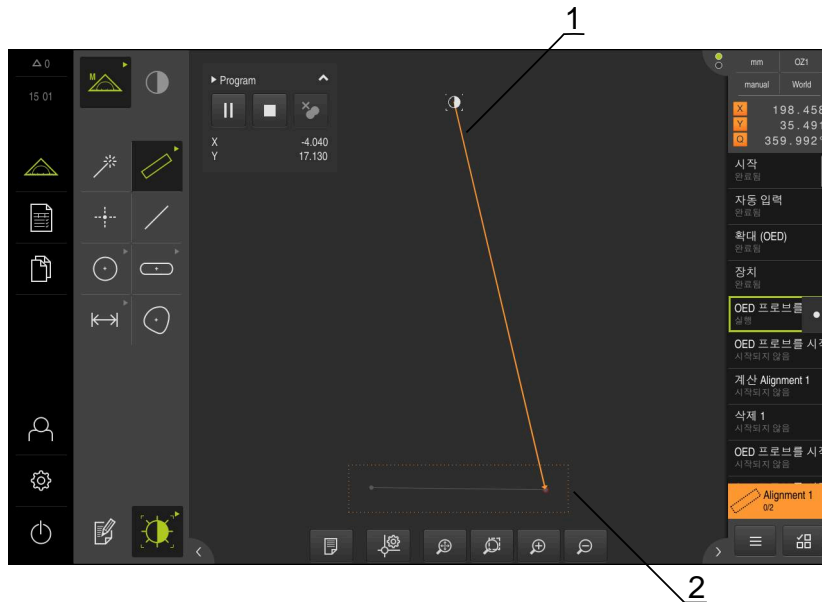 1
0
15 01
M
Program
X -4.040
Y 17.130
mm OZ1
manual World
X 198.458
Y 35.491
Q 359.992°
시작
완료됨
자동 입력
완료됨
확대 (OED)
완료됨
장치
완료됨
OED 프로브를
실행
OED 프로브를 시작
시작되지 않음
계산 Alignment 1
시작되지 않음
삭제 1
시작되지 않음
OED 프로브를 시작
시작되지 않음
Alignment 1
0/2
2